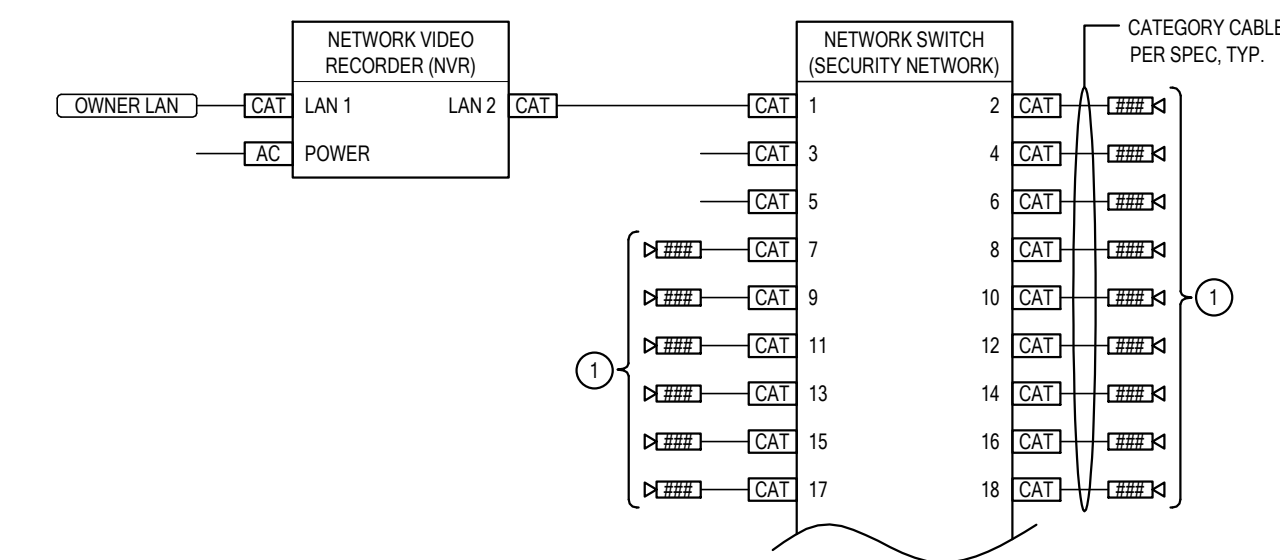 NETWORK VIDEO
RECORDER (NVR)
NETWORK SWITCH
(SECURITY NETWORK)
CATEGORY CABLE
PER SPEC, TYP.
OWNER LAN CAT LAN 1 LAN 2 CAT CAT 1 2 CAT ###
AC POWER CAT 3 4 CAT ###
CAT 5 6 CAT ###
### CAT 7 8 CAT ###
### CAT 9 10 CAT ### 1
### CAT 11 12 CAT ###
1
### CAT 13 14 CAT ###
### CAT 15 16 CAT ###
### CAT 17 18 CAT ###